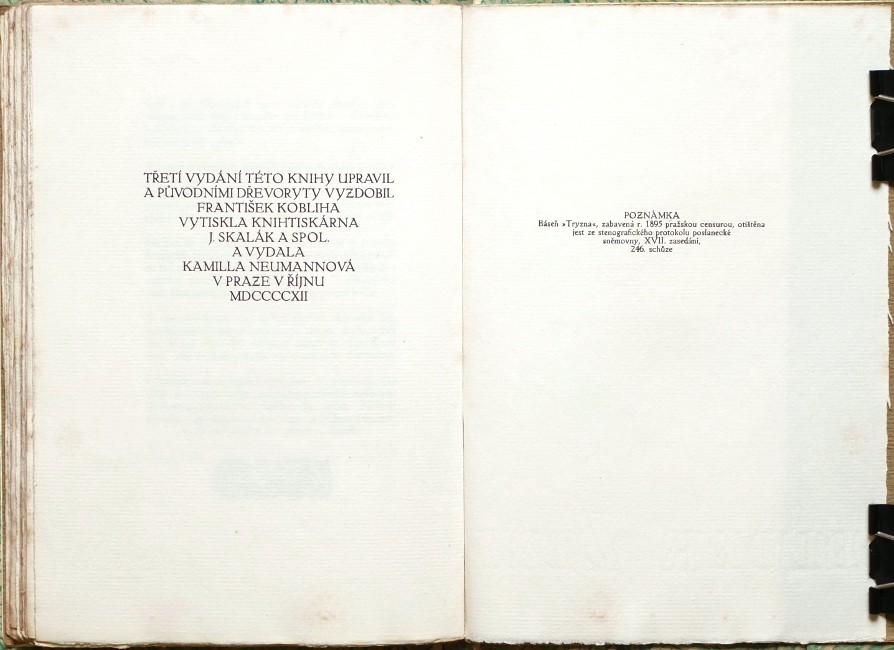 TŘETÍ VYDÁNÍ TÉTO KNIHY UPRAVIL
A PŮVODNÍMI DŘEVORYTY VYZDOBIL
FRANTIŠEK KOBLIHA
VYTISKLA KNIHTISKÁRNA
J. SKALÁK A SPOL.
A VYDALA
KAMILLA NEUMANNOVÁ
V PRAZE V ŘÍJNU
MDCCCCXII
POZNÁMKA
Báseň »Tryzna«, zabavená r. 1895 pražskou censurou, otištěna
jest ze stenografického protokolu poslanecké
sněmovny, XVII. zasedání,
246. schůze